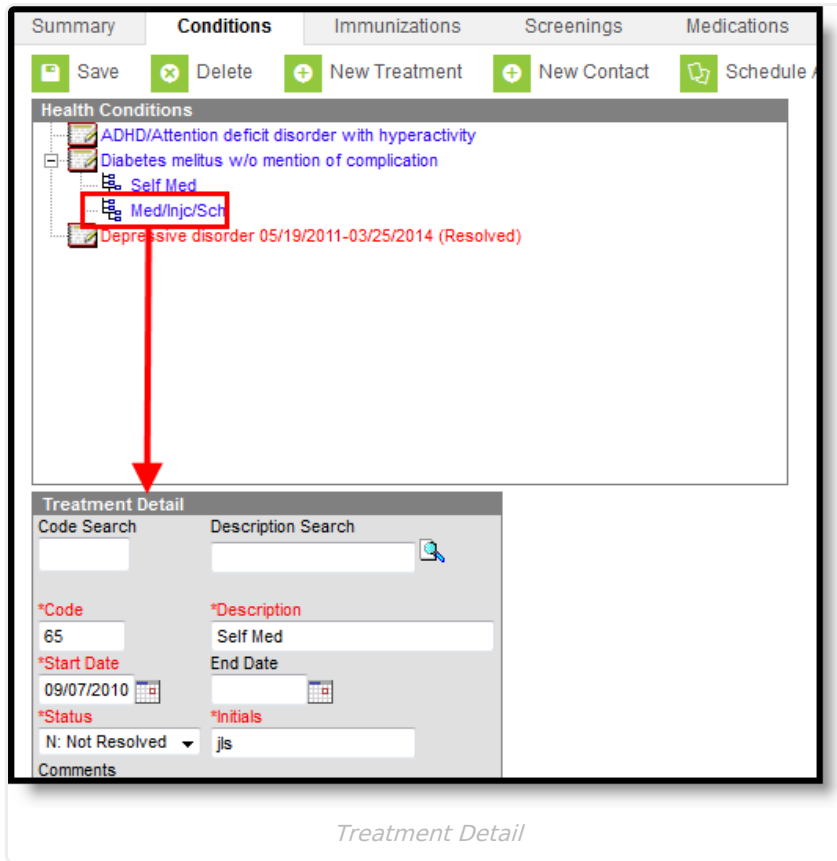 Summary Conditions Immunizations Screenings Medications
Save Delete New Treatment New Contact Schedule
Health Conditions
ADHD/Attention deficit disorder with hyperactivity
Diabetes melitus w/o mention of complication
Self Med
Med/Injc/Sch
Depressive disorder 05/19/2011-03/25/2014 (Resolved)
Treatment Detail
Code Search Description Search
*Code *Description
65 Self Med
*Start Date End Date
09/07/2010
*Status *Initials
N: Not Resolved jls
Comments
Treatment Detail